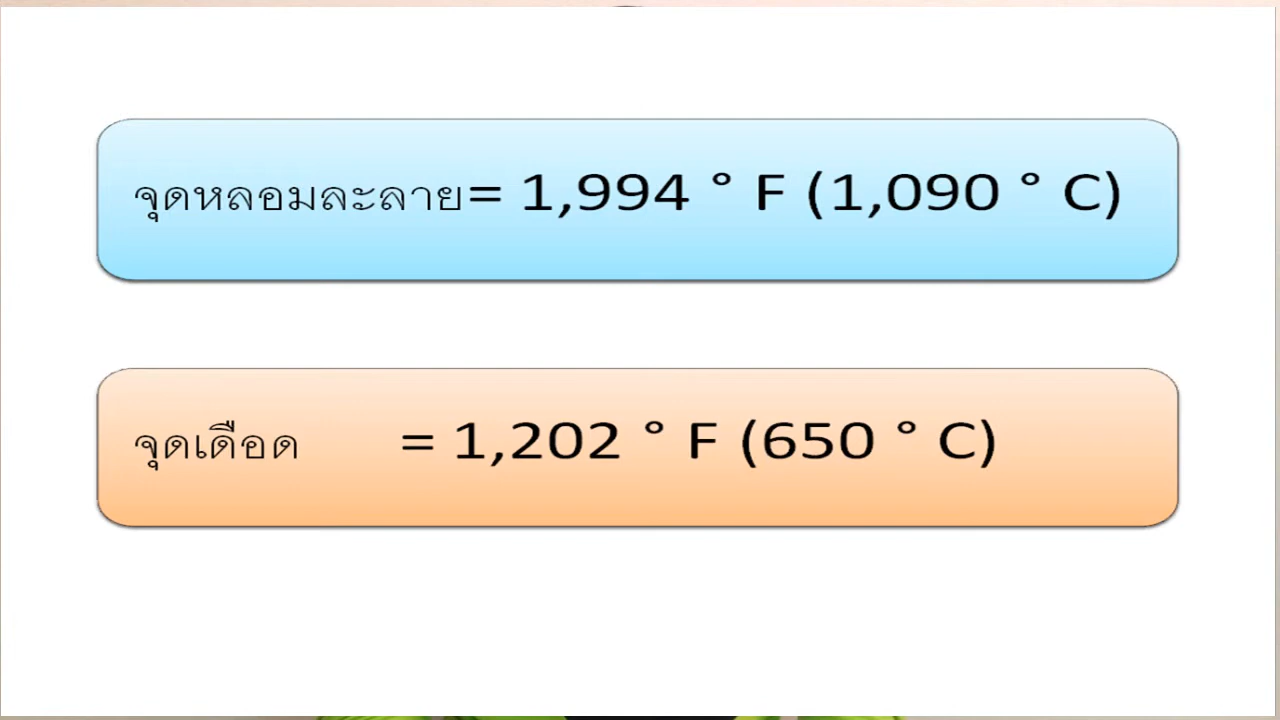 จุดหลอมละลาย= 1,994 ° F (1,090 ° C)
จุดเดือด = 1,202 ° F (650 ° C)